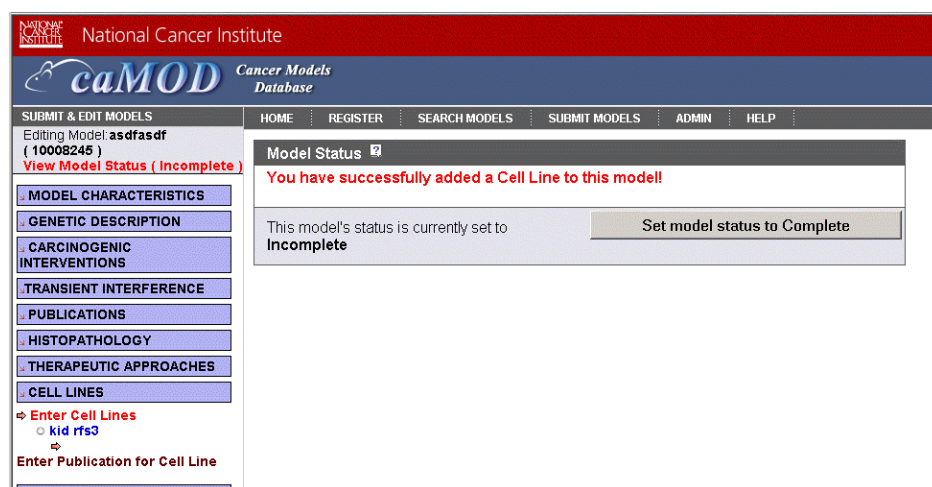 NATIONAL
CANCER
INSTITUTE
National Cancer Institute
caMOD Cancer Models
Database
SUBMIT & EDIT MODELS
HOME REGISTER SEARCH MODELS SUBMIT MODELS ADMIN HELP
Editing Model:asdfasdf
( 10008245 )
View Model Status ( Incomplete )
MODEL CHARACTERISTICS
GENETIC DESCRIPTION
CARCINOGENIC
INTERVENTIONS
TRANSIENT INTERFERENCE
PUBLICATIONS
HISTOPATHOLOGY
THERAPEUTIC APPROACHES
CELL LINES
Enter Cell Lines
kid rfs3
Enter Publication for Cell Line
Model Status ?
You have successfully added a Cell Line to this model!
This model's status is currently set to
Incomplete
Set model status to Complete